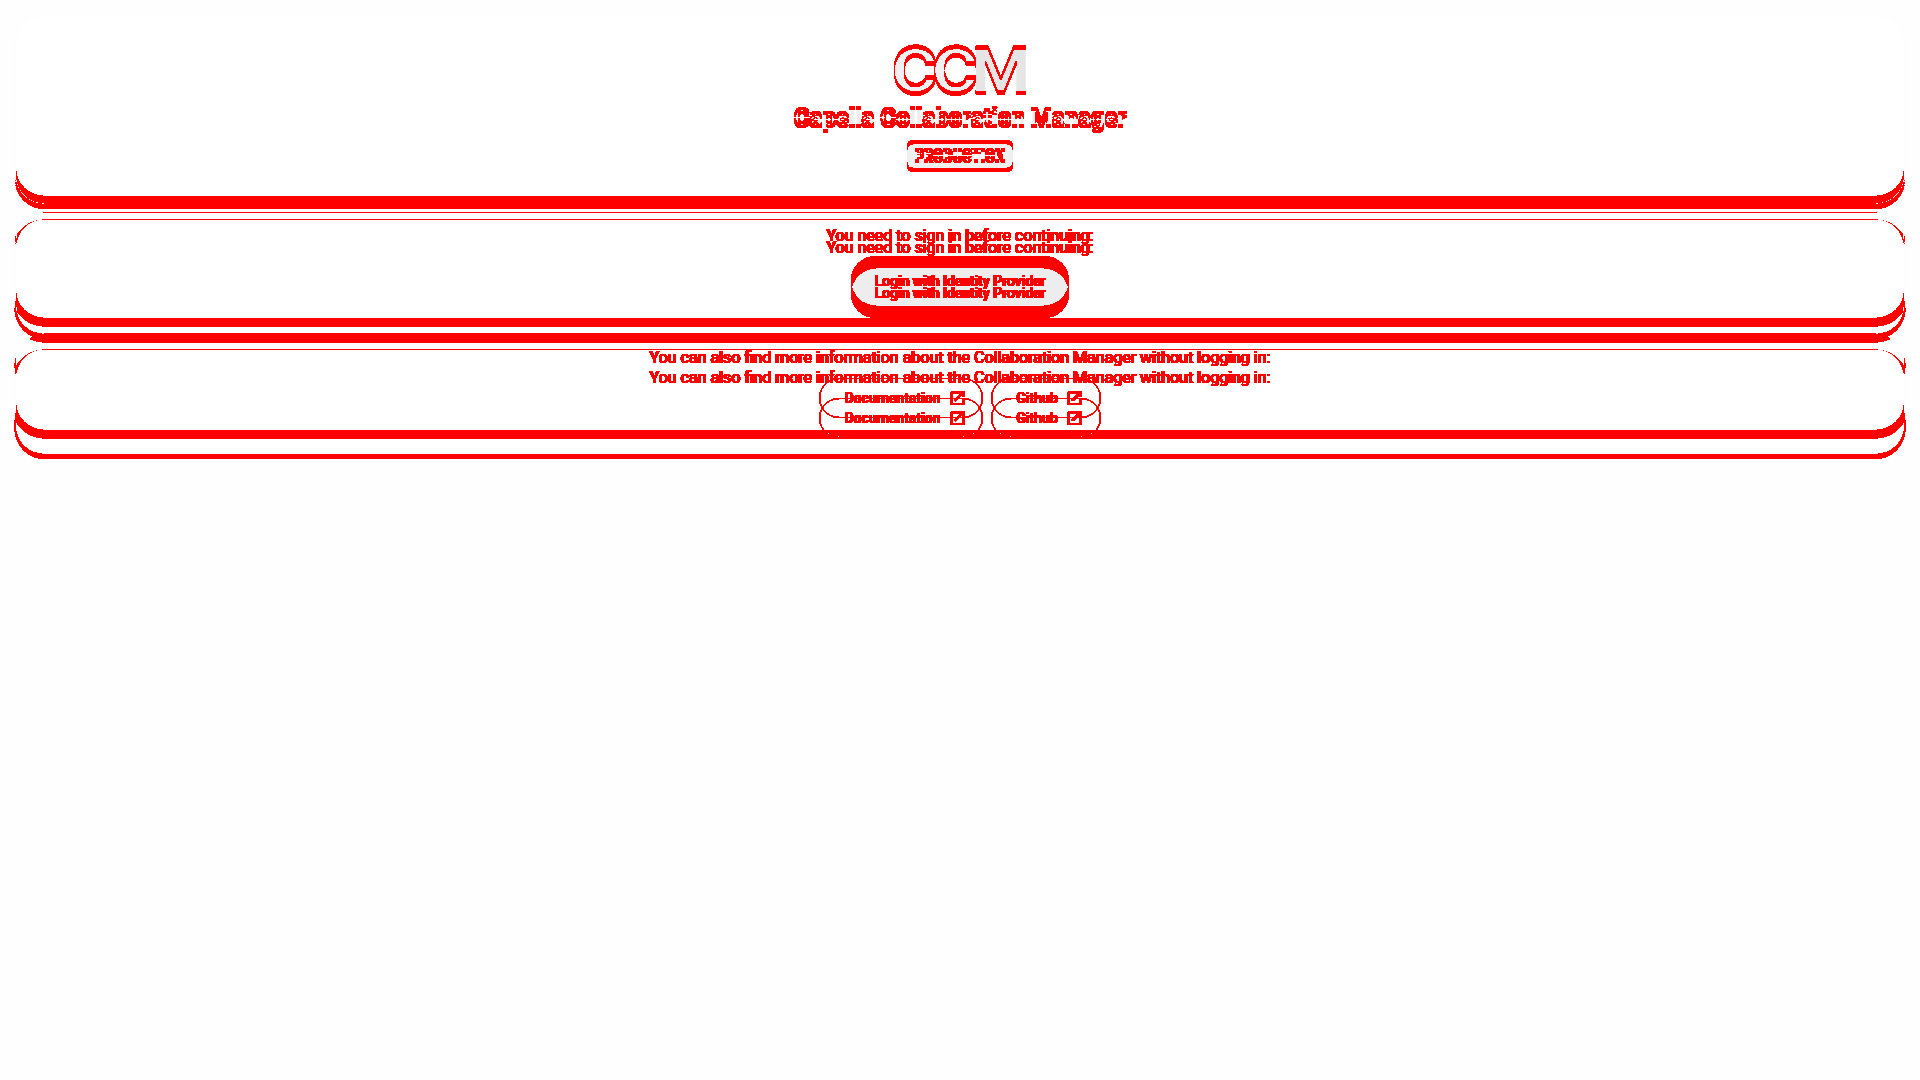 CCM
Capella Collaboration Manager
You need to sign in before continuing:
You need to sign in before continuing:
Login with Identity Provider
Login with Identity Provider
You can also find more information about the Collaboration Manager without logging in:
You can also find more information about the Collaboration Manager without logging in:
Documentation Github
Documentation Github